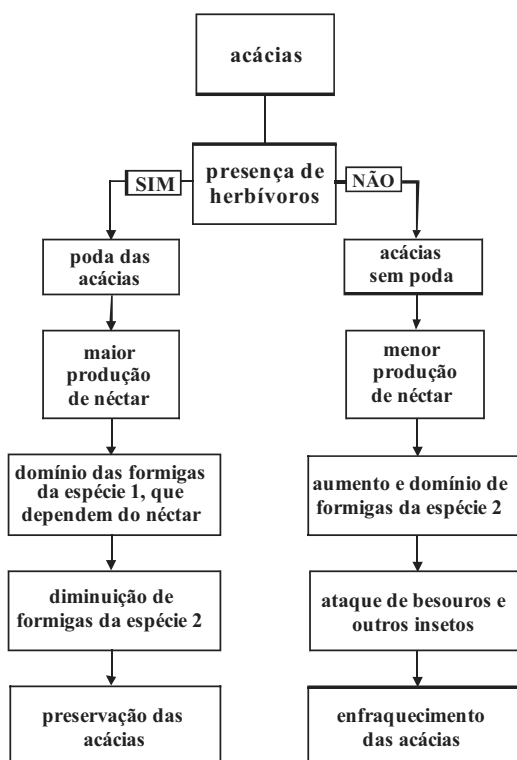 acácias
presença de
herbívoros
SIM
NÃO
poda das
acácias
acácias
sem poda
maior
produção
de néctar
menor
produção
de néctar
domínio das formigas
da espécie 1, que
dependem do néctar
aumento e domínio de
formigas da espécie 2
diminuição de
formigas da espécie 2
ataque de besouros e
outros insetos
preservação das
acácias
enfraquecimento
das acácias